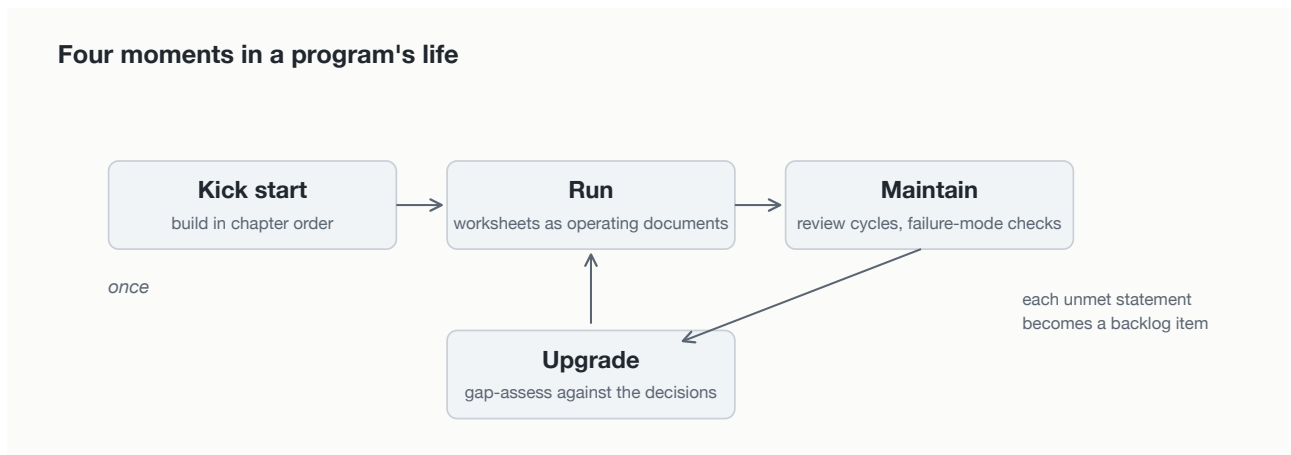 Four moments in a program's life
Kick start
build in chapter order
Run
worksheets as operating documents
Maintain
review cycles, failure-mode checks
once
each unmet statement
becomes a backlog item
Upgrade
gap-assess against the decisions